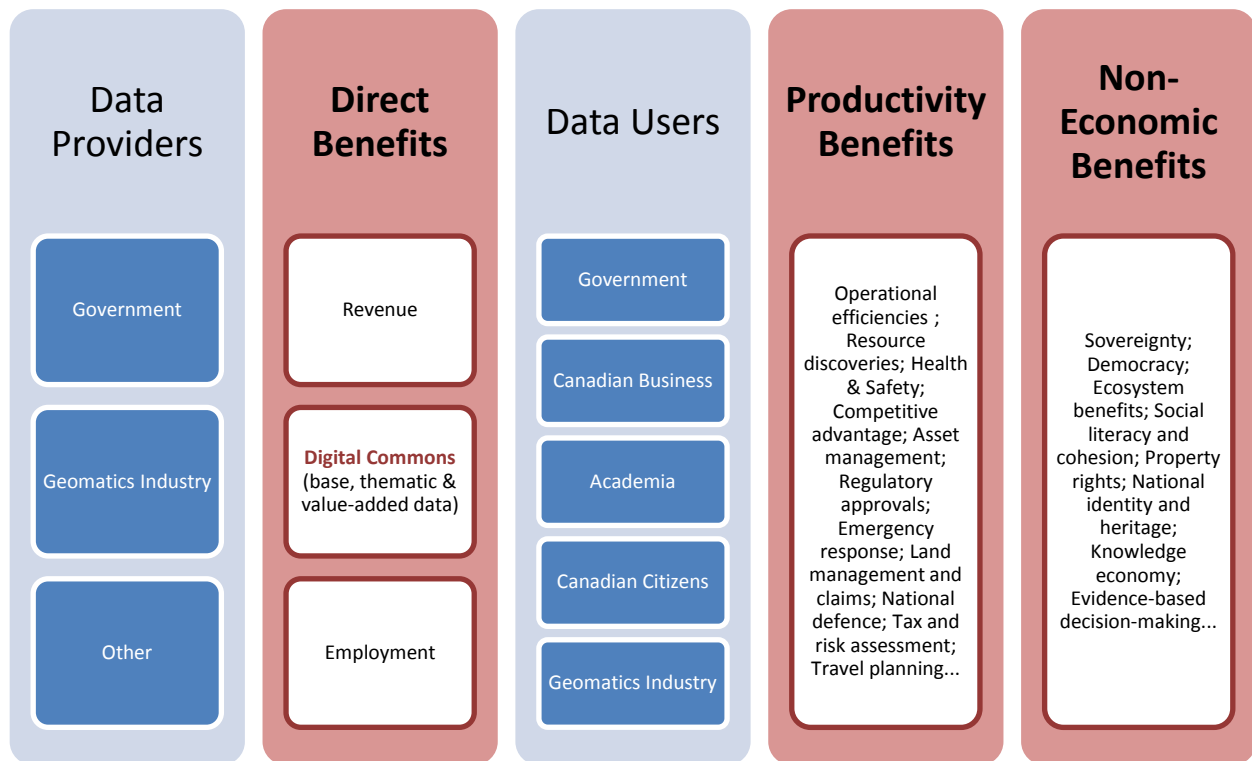 Data
Providers
Government
Geomatics Industry
Other
Direct
Benefits
Revenue
Digital Commons
(base, thematic &
value-added data)
Employment
Data Users
Government
Canadian Business
Academia
Canadian Citizens
Geomatics Industry
Productivity
Benefits
Operational
efficiencies ;
Resource
discoveries; Health
& Safety;
Competitive
advantage; Asset
management;
Regulatory
approvals;
Emergency
response; Land
management and
claims; National
defence; Tax and
risk assessment;
Travel planning...
Non-
Economic
Benefits
Sovereignty;
Democracy;
Ecosystem
benefits; Social
literacy and
cohesion; Property
rights; National
identity and
heritage;
Knowledge
economy;
Evidence-based
decision-making...